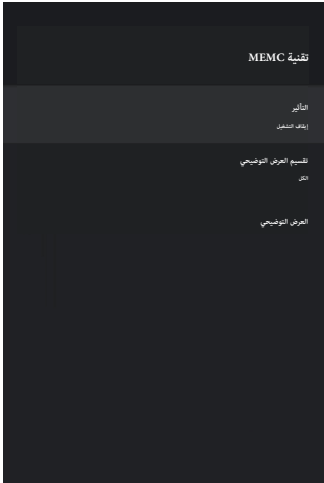 تقنية MEMC
التأثير
إيقاف التشغيل
تقسيم العرض التوضيحي
الكل
العرض التوضيحي